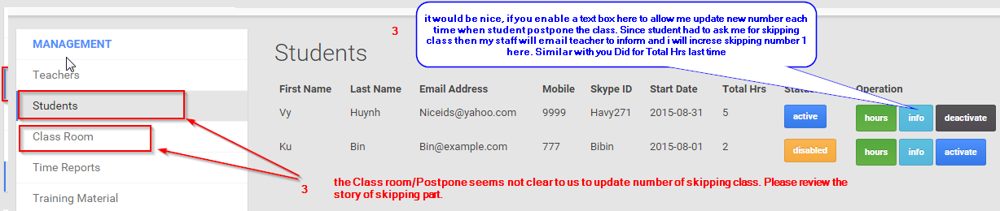 it would be nice, if you enable a text box here to allow me update new number each
time when student postpone the class. Since student had to ask me for skipping
class then my staff will email teacher to inform and i will increse skipping number 1
here. Similar with you Did for Total Hrs last time
3
MANAGEMENT
Teachers
Students
Class Room
Time Reports
Training Material
Students
First Name Last Name Email Address Mobile Skype ID Start Date Total Hrs Status Operation
Vy Huynh Niceids@yahoo.com 9999 Havy271 2015-08-31 5 active hours info deactivate
Ku Bin Bin@example.com 777 Bibin 2015-08-01 2 disabled hours info activate
3
the Class room/Postpone seems not clear to us to update number of skipping class. Please review the
story of skipping part.